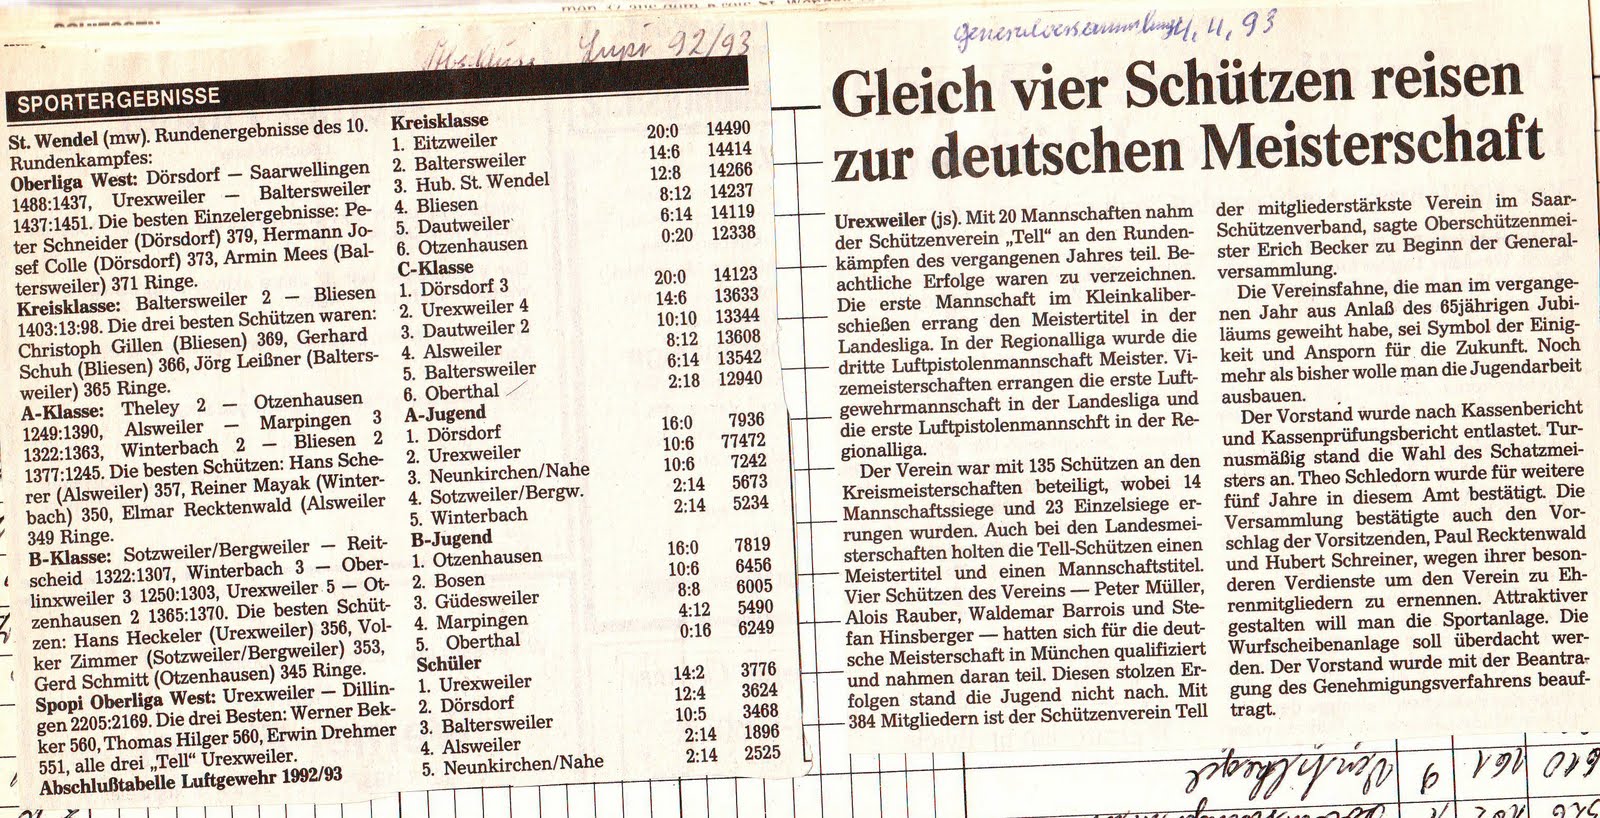 Abschluss Lupi 92/93
SPORTERGEBNISSE
St. Wendel (mw). Rundenergebnisse des 10.
Rundenkampfes:
Oberliga West: Dörsdorf — Saarwellingen
1488:1437, Urexweiler — Baltersweiler
1437:1451. Die besten Einzelergebnisse: Pe-
ter Schneider (Dörsdorf) 379, Hermann Jo-
sef Colle (Dörsdorf) 373, Armin Mees (Bal-
tersweiler) 371 Ringe.
Kreisklasse: Baltersweiler 2 — Bliesen
1403:13:98. Die drei besten Schützen waren:
Christoph Gillen (Bliesen) 369, Gerhard
Schuh (Bliesen) 366, Jörg Leißner (Balters-
weiler) 365 Ringe.
A-Klasse: Theley 2 — Otzenhausen
1249:1390, Alsweiler — Marpingen 3
1322:1363, Winterbach 2 — Bliesen 2
1377:1245. Die besten Schützen: Hans Sche-
rer (Alsweiler) 357, Reiner Mayak (Winter-
bach) 350, Elmar Recktenwald (Alsweiler
349 Ringe.
B-Klasse: Sotzweiler/Bergweiler — Reit-
scheid 1322:1307, Winterbach 3 — Ober-
linxweiler 3 1250:1303, Urexweiler 5 — Ot-
zenhausen 2 1365:1370. Die besten Schüt-
zen: Hans Heckeler (Urexweiler) 356, Vol-
ker Zimmer (Sotzweiler/Bergweiler) 353,
Gerd Schmitt (Otzenhausen) 345 Ringe.
Spopi Oberliga West: Urexweiler — Dillin-
gen 2205:2169. Die drei Besten: Werner Bek-
ker 560, Thomas Hilger 560, Erwin Drehmer
551, alle drei „Tell" Urexweiler.
Abschlußtabelle Luftgewehr 1992/93
Kreisklasse
1. Eitzweiler 20:0 14490
2. Baltersweiler 14:6 14414
3. Hub. St. Wendel 12:8 14266
4. Bliesen 8:12 14237
5. Dautweiler 6:14 14119
6. Otzenhausen 0:20 12338
C-Klasse
1. Dörsdorf 3 20:0 14123
2. Urexweiler 4 14:6 13633
3. Dautweiler 2 10:10 13344
4. Alsweiler 8:12 13608
5. Baltersweiler 6:14 13542
6. Oberthal 2:18 12940
A-Jugend
1. Dörsdorf 16:0 7936
2. Urexweiler 10:6 77472
3. Neunkirchen/Nahe 10:6 7242
4. Sotzweiler/Bergw. 2:14 5673
5. Winterbach 2:14 5234
B-Jugend
1. Otzenhausen 16:0 7819
2. Bosen 10:6 6456
3. Güdesweiler 8:8 6005
4. Marpingen 4:12 5490
5. Oberthal 0:16 6249
Schüler
1. Urexweiler 14:2 3776
2. Dörsdorf 12:4 3624
3. Baltersweiler 10:5 3468
4. Alsweiler 2:14 1896
5. Neunkirchen/Nahe 2:14 2525
Generalversammlung 4, 4, 93
Gleich vier Schützen reisen
zur deutschen Meisterschaft
Urexweiler (js). Mit 20 Mannschaften nahm
der Schützenverein „Tell" an den Runden-
kämpfen des vergangenen Jahres teil. Be-
achtliche Erfolge waren zu verzeichnen.
Die erste Mannschaft im Kleinkaliber-
schießen errang den Meistertitel in der
Landesliga. In der Regionalliga wurde die
dritte Luftpistolenmannschaft Meister. Vi-
zemeisterschaften errangen die erste Luft-
gewehrmannschaft in der Landesliga und
die erste Luftpistolenmannschft in der Re-
gionalliga.
Der Verein war mit 135 Schützen an den
Kreismeisterschaften beteiligt, wobei 14
Mannschaftssiege und 23 Einzelsiege er-
rungen wurden. Auch bei den Landesmei-
sterschaften holten die Tell-Schützen einen
Meistertitel und einen Mannschaftstitel.
Vier Schützen des Vereins — Peter Müller,
Alois Rauber, Waldemar Barrois und Ste-
fan Hinsberger — hatten sich für die deut-
sche Meisterschaft in München qualifiziert
und nahmen daran teil. Diesen stolzen Er-
folgen stand die Jugend nicht nach. Mit
384 Mitgliedern ist der Schützenverein Tell
der mitgliederstärkste Verein im Saar-
Schützenverband, sagte Oberschützenmei-
ster Erich Becker zu Beginn der General-
versammlung.
Die Vereinsfahne, die man im vergange-
nen Jahr aus Anlaß des 65jährigen Jubi-
läums geweiht habe, sei Symbol der Einig-
keit und Ansporn für die Zukunft. Noch
mehr als bisher wolle man die Jugendarbeit
ausbauen.
Der Vorstand wurde nach Kassenbericht
und Kassenprüfungsbericht entlastet. Tur-
nusmäßig stand die Wahl des Schatzmei-
sters an. Theo Schledorn wurde für weitere
fünf Jahre in diesem Amt bestätigt. Die
Versammlung bestätigte auch den Vor-
schlag der Vorsitzenden, Paul Recktenwald
und Hubert Schreiner, wegen ihrer beson-
deren Verdienste um den Verein zu Eh-
renmitgliedern zu ernennen. Attraktiver
gestalten will man die Sportanlage. Die
Wurfscheibenanlage soll überdacht wer-
den. Der Vorstand wurde mit der Beantra-
gung des Genehmigungsverfahrens beauf-
tragt.
9 161 610